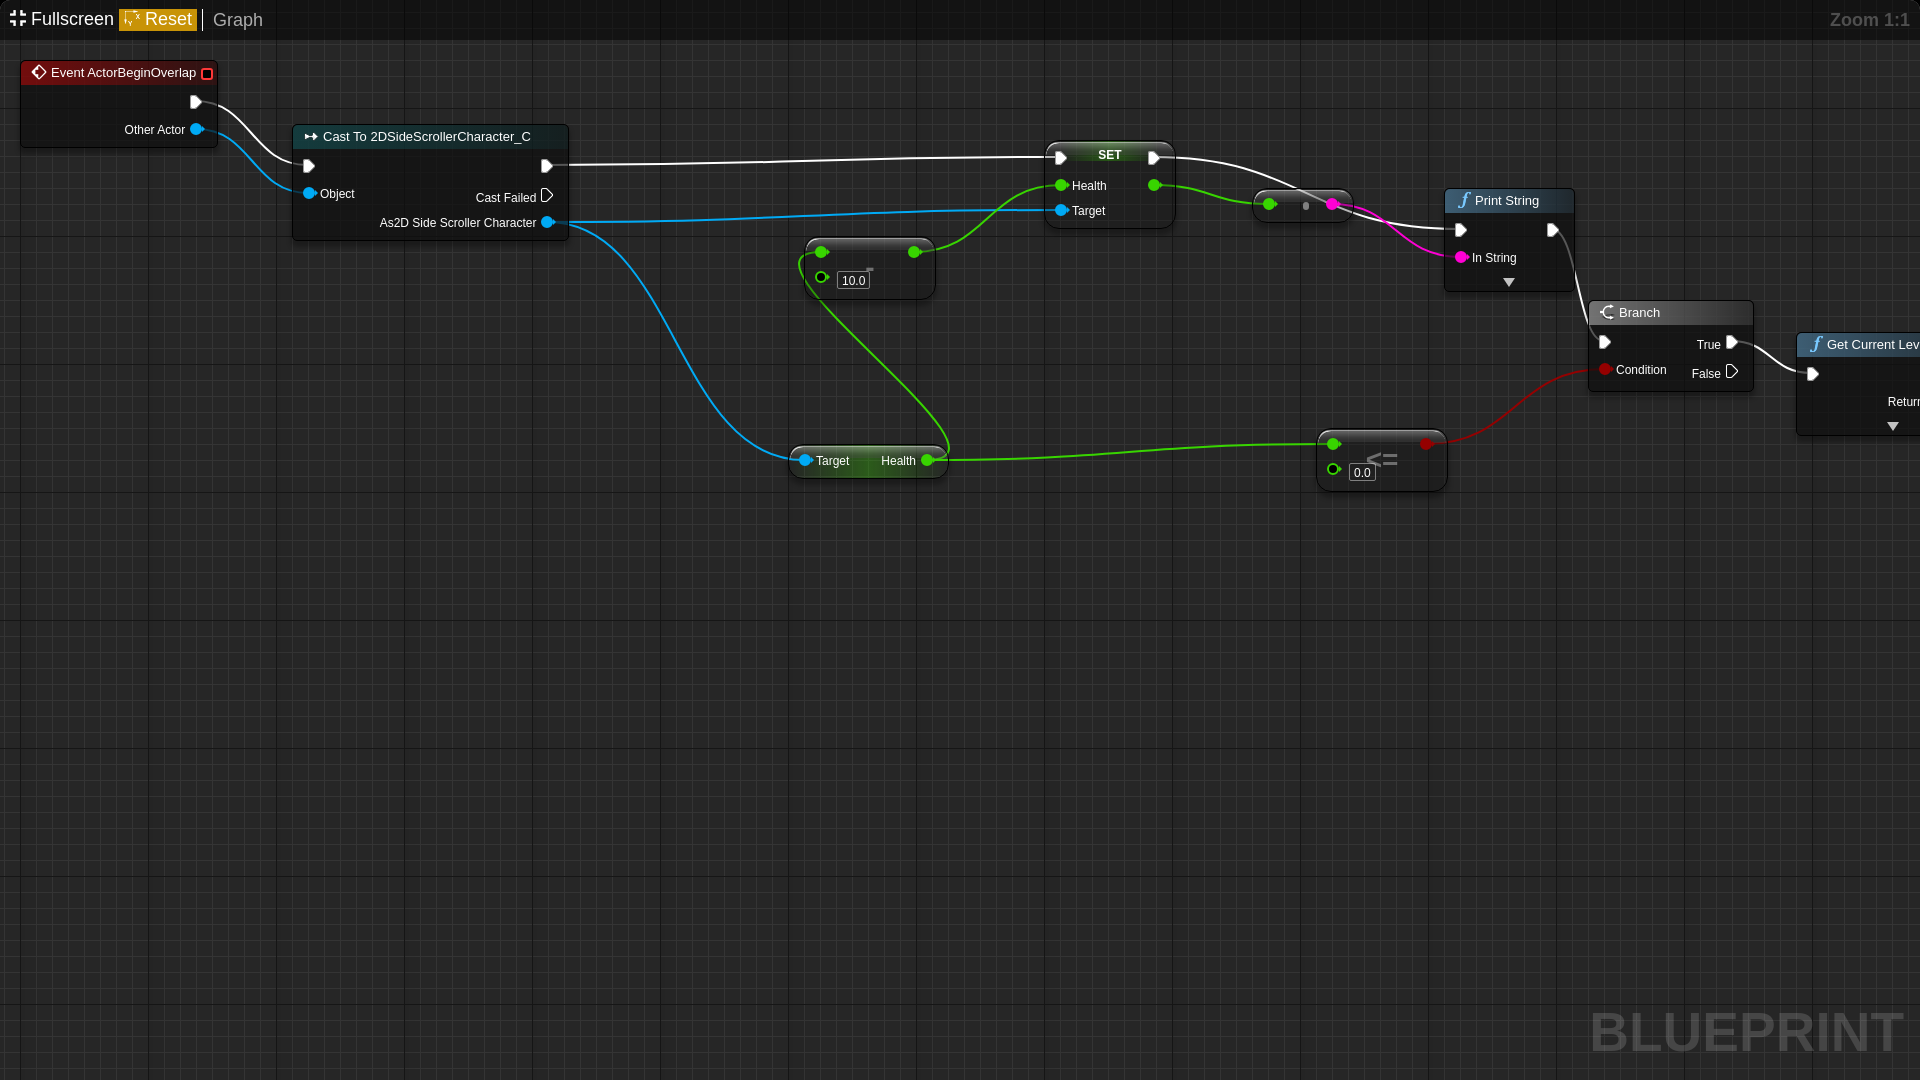 Fullscreen Reset Graph
Zoom 1:1
Event ActorBeginOverlap
Other Actor
Cast To 2DSideScrollerCharacter_C
Object
Cast Failed
As2D Side Scroller Character
SET
Health
Target
-
10.0
Print String
In String
Branch
True
Condition
False
Get Current Lev
Return
Target Health
<=
0.0
BLUEPRINT